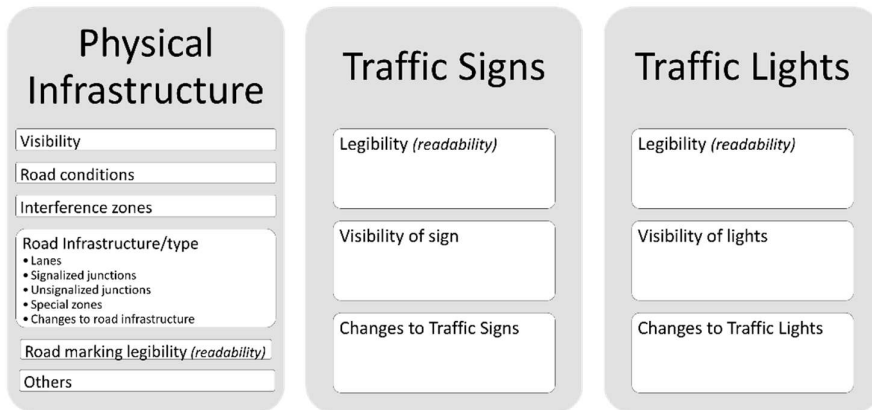 Physical
Infrastructure
Visibility
Road conditions
Interference zones
Road Infrastructure/type
• Lanes
• Signalized junctions
• Unsignalized junctions
• Special zones
• Changes to road infrastructure
Road marking legibility (readability)
Others
Traffic Signs
Legibility (readability)
Visibility of sign
Changes to Traffic Signs
Traffic Lights
Legibility (readability)
Visibility of lights
Changes to Traffic Lights